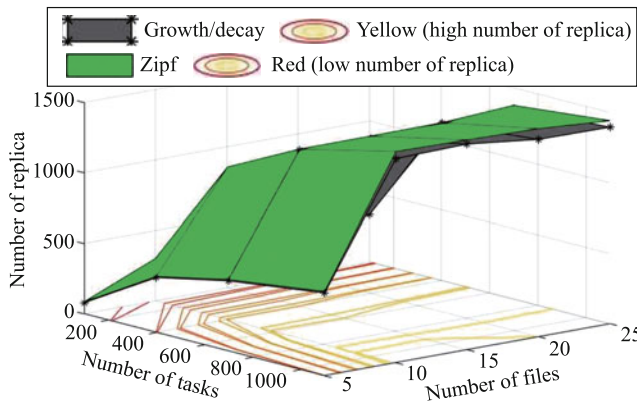 Growth/decay
Yellow (high number of replica)
Zipf
Red (low number of replica)
1500
1000
500
0
Number of replica
200
400
600
800
1000
Number of tasks
5
10
15
20
25
Number of files